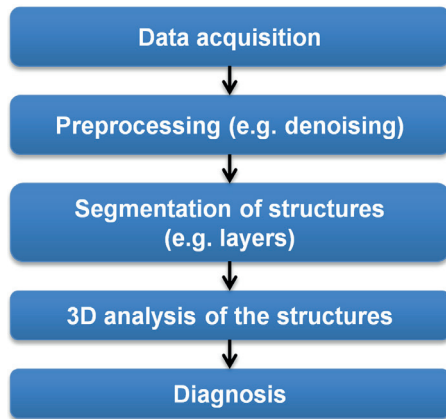 Data acquisition
Preprocessing (e.g. denoising)
Segmentation of structures
(e.g. layers)
3D analysis of the structures
Diagnosis